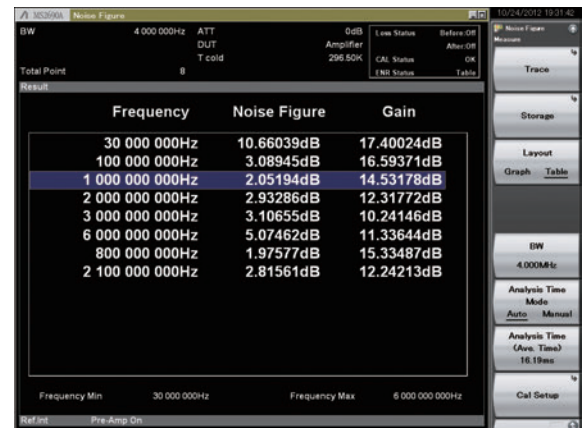 MS2690A Noise Figure
10/24/2012 19:31:42
BW 4 000 000Hz ATT 0dB Loss Status Before:Off
DUT Amplifier After:Off
T cold 296.50K CAL Status OK
Total Point 8 ENR Status Table
Result
Frequency Noise Figure Gain
30 000 000Hz 10.66039dB 17.40024dB
100 000 000Hz 3.08945dB 16.59371dB
1 000 000 000Hz 2.05194dB 14.53178dB
2 000 000 000Hz 2.93286dB 12.31772dB
3 000 000 000Hz 3.10655dB 10.24146dB
6 000 000 000Hz 5.07462dB 11.33644dB
800 000 000Hz 1.97577dB 15.33487dB
2 100 000 000Hz 2.81561dB 12.24213dB
Frequency Min 30 000 000Hz Frequency Max 6 000 000 000Hz
Ref.Int Pre-Amp On
Noise Figure
Measure
Trace
Storage
Layout
Graph Table
BW
4.000MHz
Analysis Time
Mode
Auto Manual
Analysis Time
(Ave. Time)
16.19ms
Cal Setup